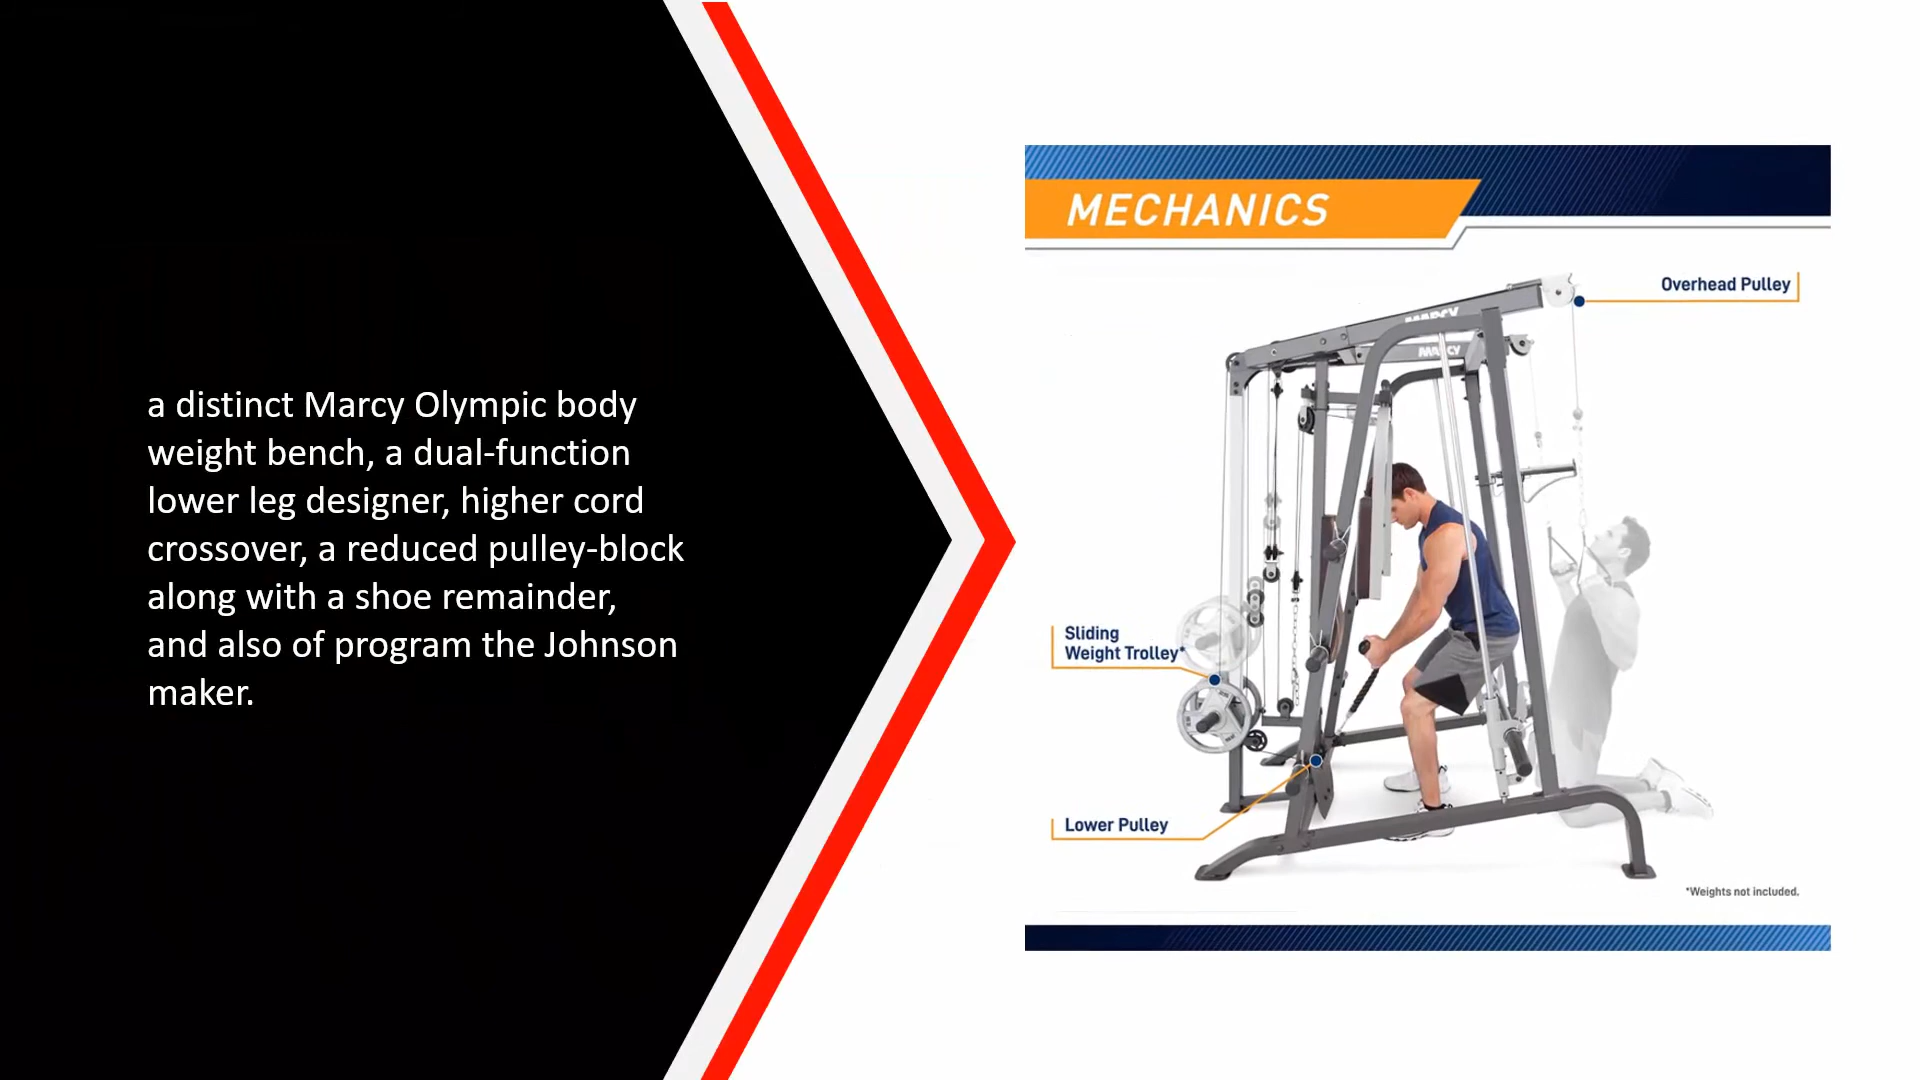 a distinct Marcy Olympic body
weight bench, a dual-function
lower leg designer, higher cord
crossover, a reduced pulley-block
along with a shoe remainder,
and also of program the Johnson
maker.
MECHANICS
Overhead Pulley
MARCY
MARCY
Sliding
Weight Trolley*
Lower Pulley
*Weights not included.